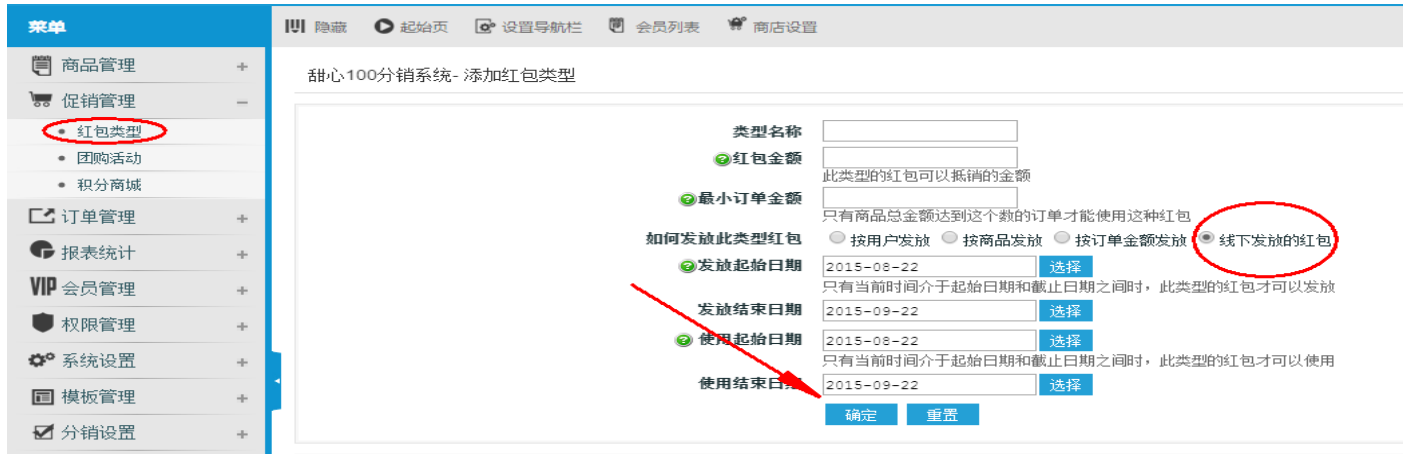 菜单
隐藏 起始页 设置导航栏 会员列表 商店设置
商品管理
促销管理
红包类型
团购活动
积分商城
订单管理
报表统计
VIP 会员管理
权限管理
系统设置
模板管理
分销设置
甜心100分销系统- 添加红包类型
类型名称
红包金额
此类型的红包可以抵销的金额
最小订单金额
只有商品总金额达到这个数的订单才能使用这种红包
如何发放此类型红包 按用户发放 按商品发放 按订单金额发放 线下发放的红包
发放起始日期 2015-08-22 选择
只有当前时间介于起始日期和截止日期之间时，此类型的红包才可以发放
发放结束日期 2015-09-22 选择
使用起始日期 2015-08-22 选择
只有当前时间介于起始日期和截止日期之间时，此类型的红包才可以使用
使用结束日期 2015-09-22 选择
确定 重置